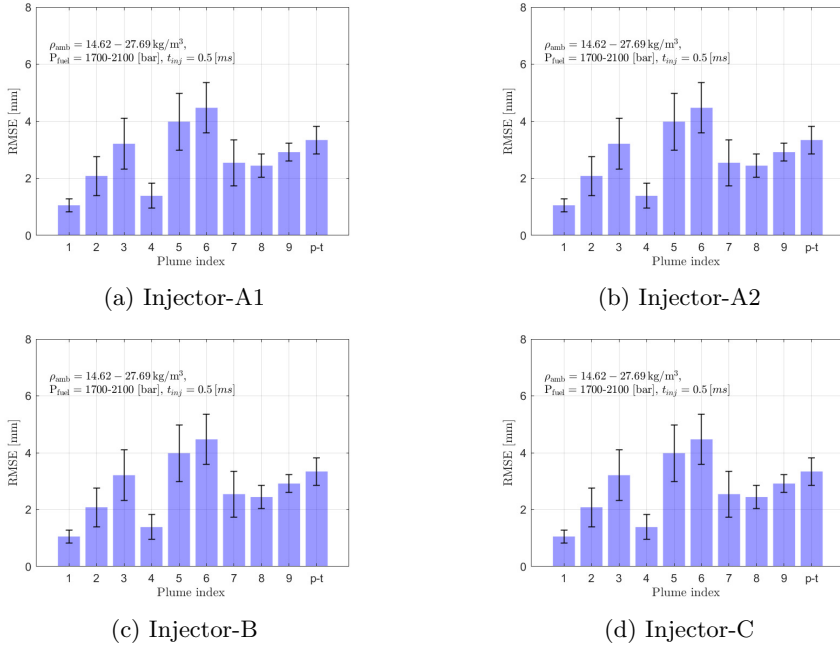 8
ρamb = 14.62 − 27.69 kg/m³,
Pfuel = 1700-2100 [bar], tinj = 0.5 [ms]
6
4
2
0
RMSE [mm]
1 2 3 4 5 6 7 8 9 p-t
Plume index
(a) Injector-A1
8
ρamb = 14.62 − 27.69 kg/m³,
Pfuel = 1700-2100 [bar], tinj = 0.5 [ms]
6
4
2
0
RMSE [mm]
1 2 3 4 5 6 7 8 9 p-t
Plume index
(b) Injector-A2
8
ρamb = 14.62 − 27.69 kg/m³,
Pfuel = 1700-2100 [bar], tinj = 0.5 [ms]
6
4
2
0
RMSE [mm]
1 2 3 4 5 6 7 8 9 p-t
Plume index
(c) Injector-B
8
ρamb = 14.62 − 27.69 kg/m³,
Pfuel = 1700-2100 [bar], tinj = 0.5 [ms]
6
4
2
0
RMSE [mm]
1 2 3 4 5 6 7 8 9 p-t
Plume index
(d) Injector-C